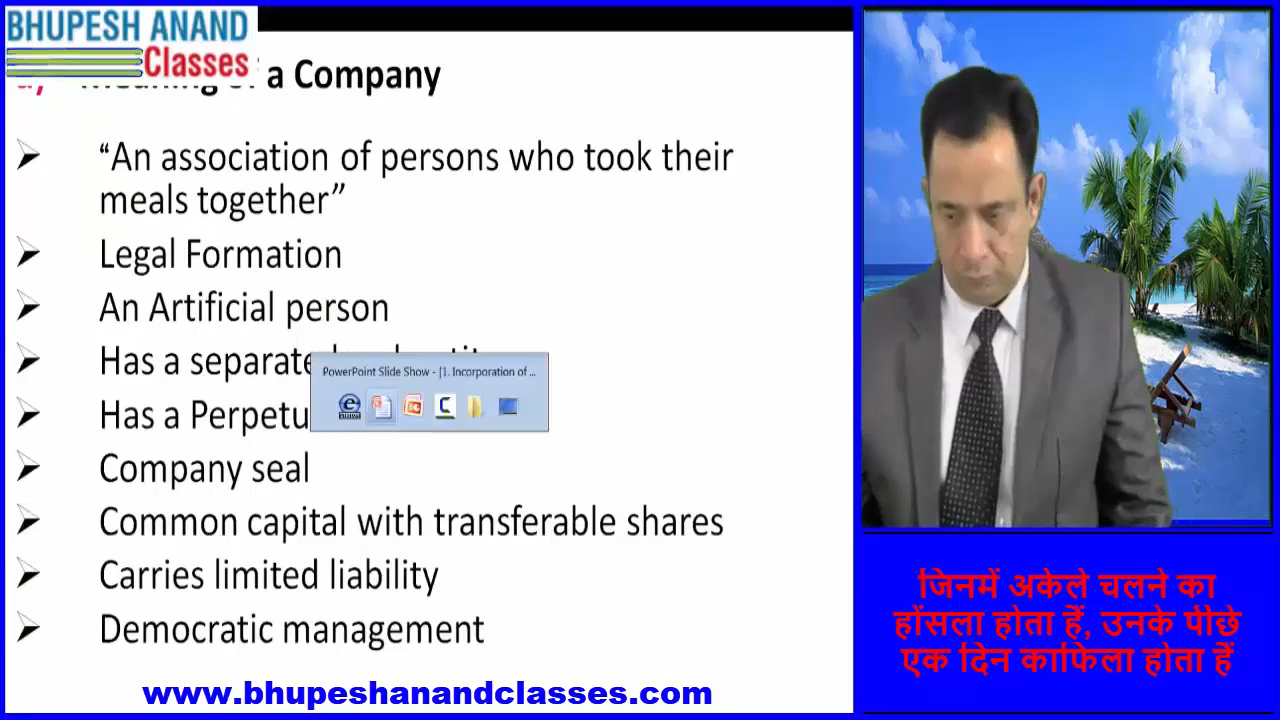 BHUPESH ANAND
Classes
a Company
“An association of persons who took their
meals together”
Legal Formation
An Artificial person
Has a separate
Has a Perpetu
Company seal
Common capital with transferable shares
Carries limited liability
Democratic management
PowerPoint Slide Show - [1. Incorporation of ...
www.bhupeshanandclasses.com
जिनमें अकेले चलने का
होंसला होता हैं, उनके पीछे
एक दिन काफिला होता हैं